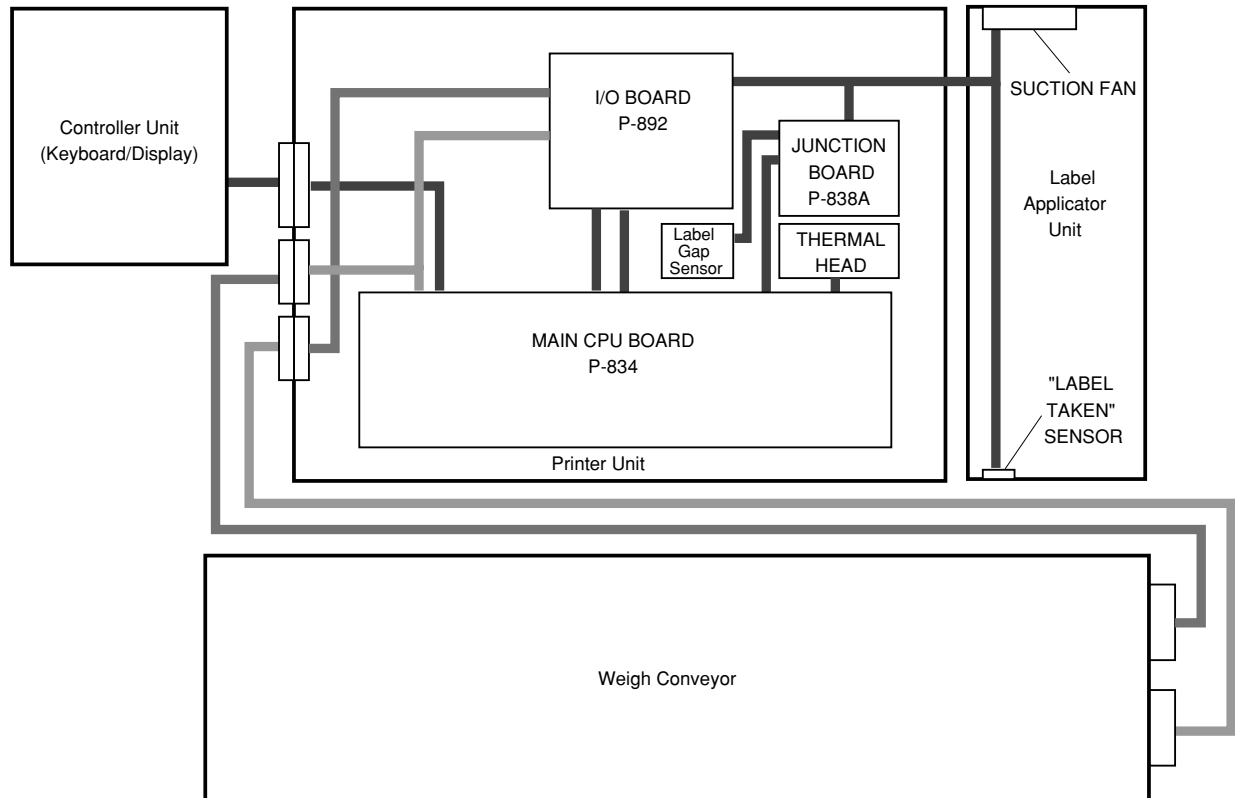 Controller Unit
(Keyboard/Display)
I/O BOARD
P-892
JUNCTION
BOARD
P-838A
Label
Gap
Sensor
THERMAL
HEAD
MAIN CPU BOARD
P-834
Printer Unit
SUCTION FAN
Label
Applicator
Unit
"LABEL
TAKEN"
SENSOR
Weigh Conveyor